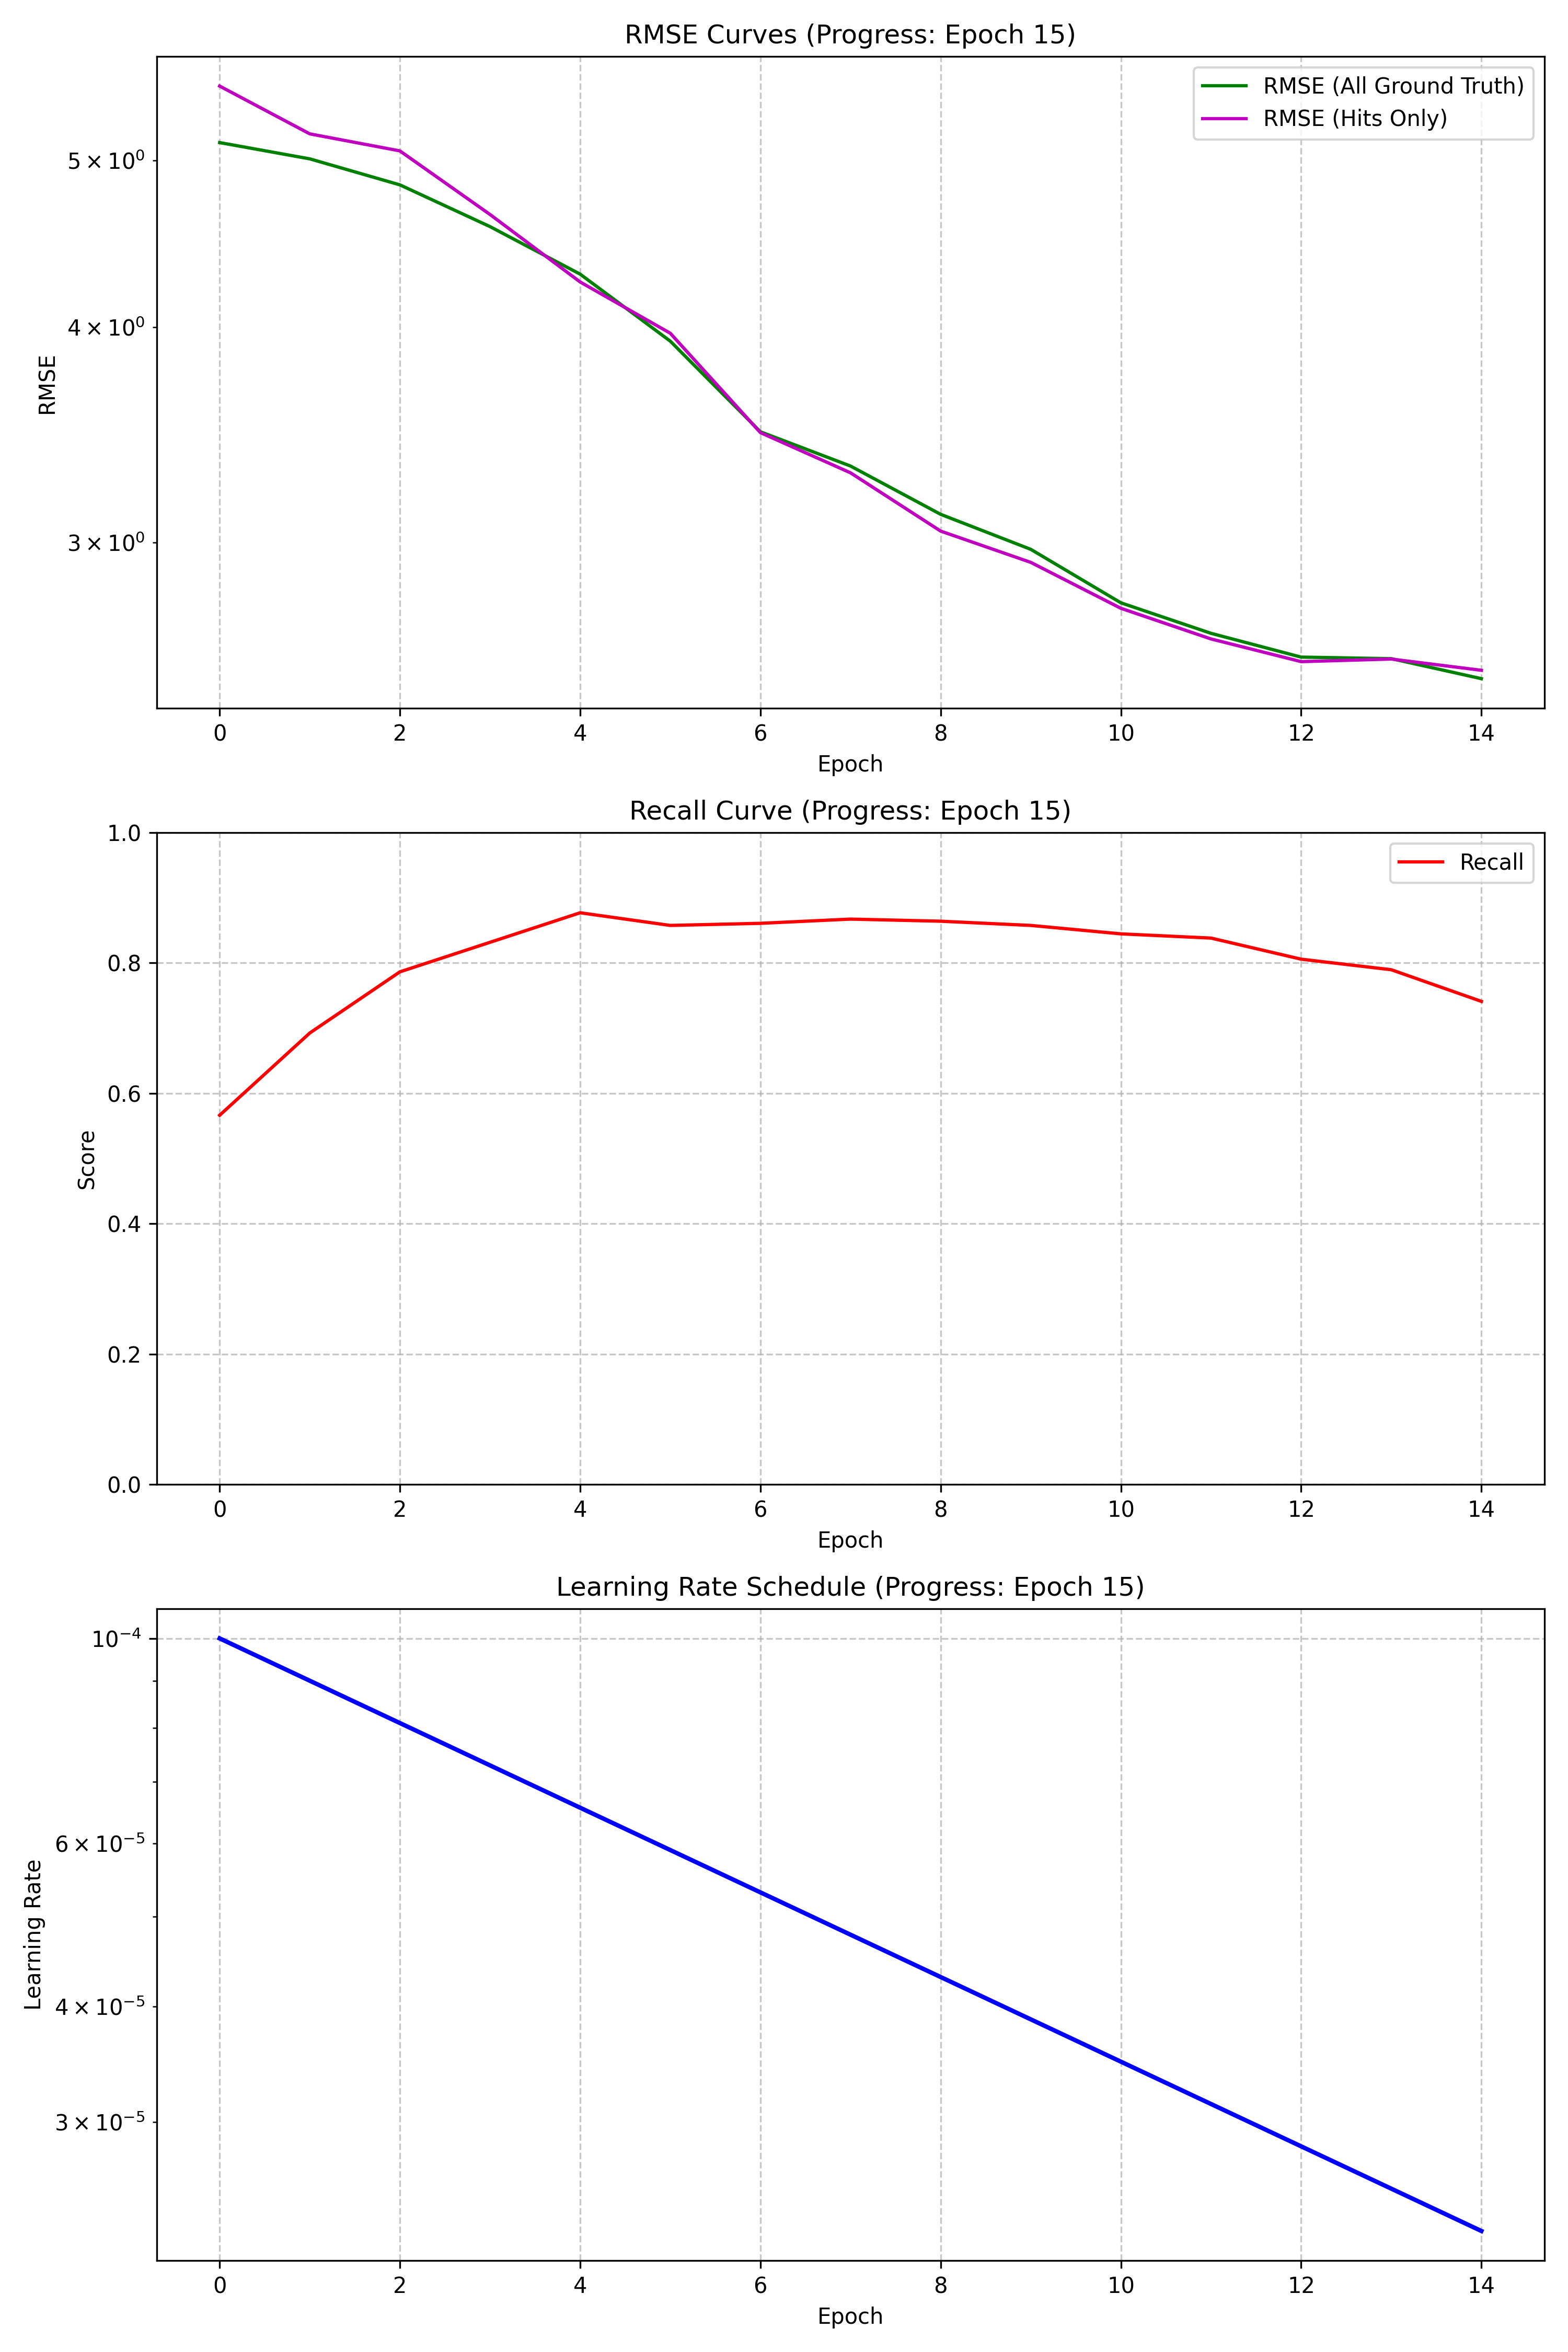 RMSE Curves (Progress: Epoch 15)
RMSE (All Ground Truth)
RMSE (Hits Only)
5 × 10⁰
4 × 10⁰
3 × 10⁰
RMSE
0 2 4 6 8 10 12 14
Epoch
Recall Curve (Progress: Epoch 15)
Recall
1.0
0.8
0.6
0.4
0.2
0.0
Score
0 2 4 6 8 10 12 14
Epoch
Learning Rate Schedule (Progress: Epoch 15)
10⁻⁴
6 × 10⁻⁵
4 × 10⁻⁵
3 × 10⁻⁵
Learning Rate
0 2 4 6 8 10 12 14
Epoch